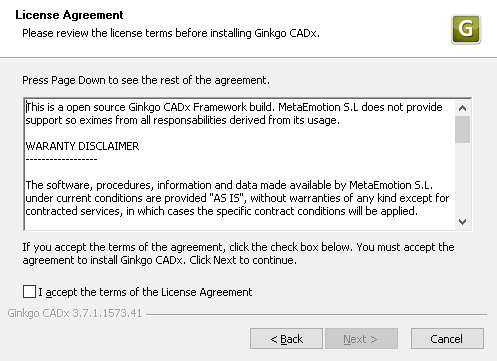 License Agreement
Please review the license terms before installing Ginkgo CADx.
G
Press Page Down to see the rest of the agreement.
This is a open source Ginkgo CADx Framework build. MetaEmotion S.L does not provide
support so eximes from all responsabilities derived from its usage.
WARANTY DISCLAIMER
------------------
The software, procedures, information and data made available by MetaEmotion S.L.
under current conditions are provided "AS IS", without warranties of any kind except for
contracted services, in which cases the specific contract conditions will be applied.
If you accept the terms of the agreement, click the check box below. You must accept the
agreement to install Ginkgo CADx. Click Next to continue.
I accept the terms of the License Agreement
Ginkgo CADx 3.7.1.1573.41
< Back
Next >
Cancel